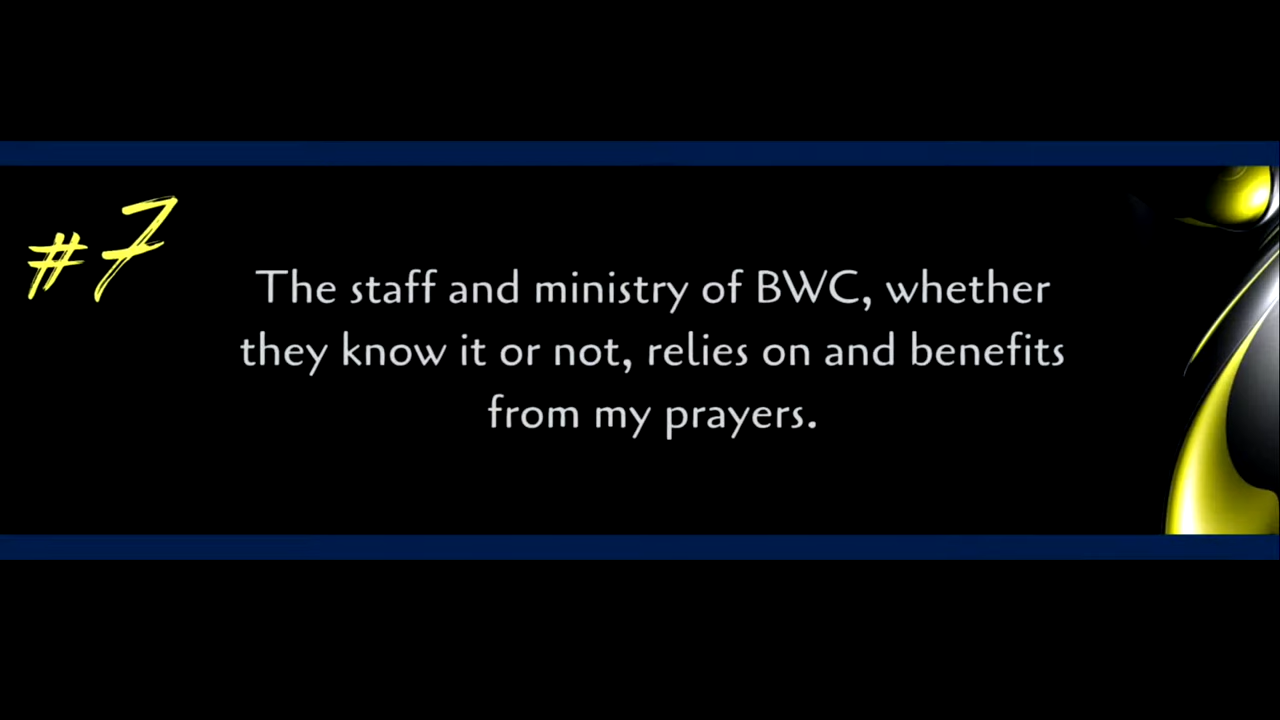 #7
The staff and ministry of BWC, whether
they know it or not, relies on and benefits
from my prayers.